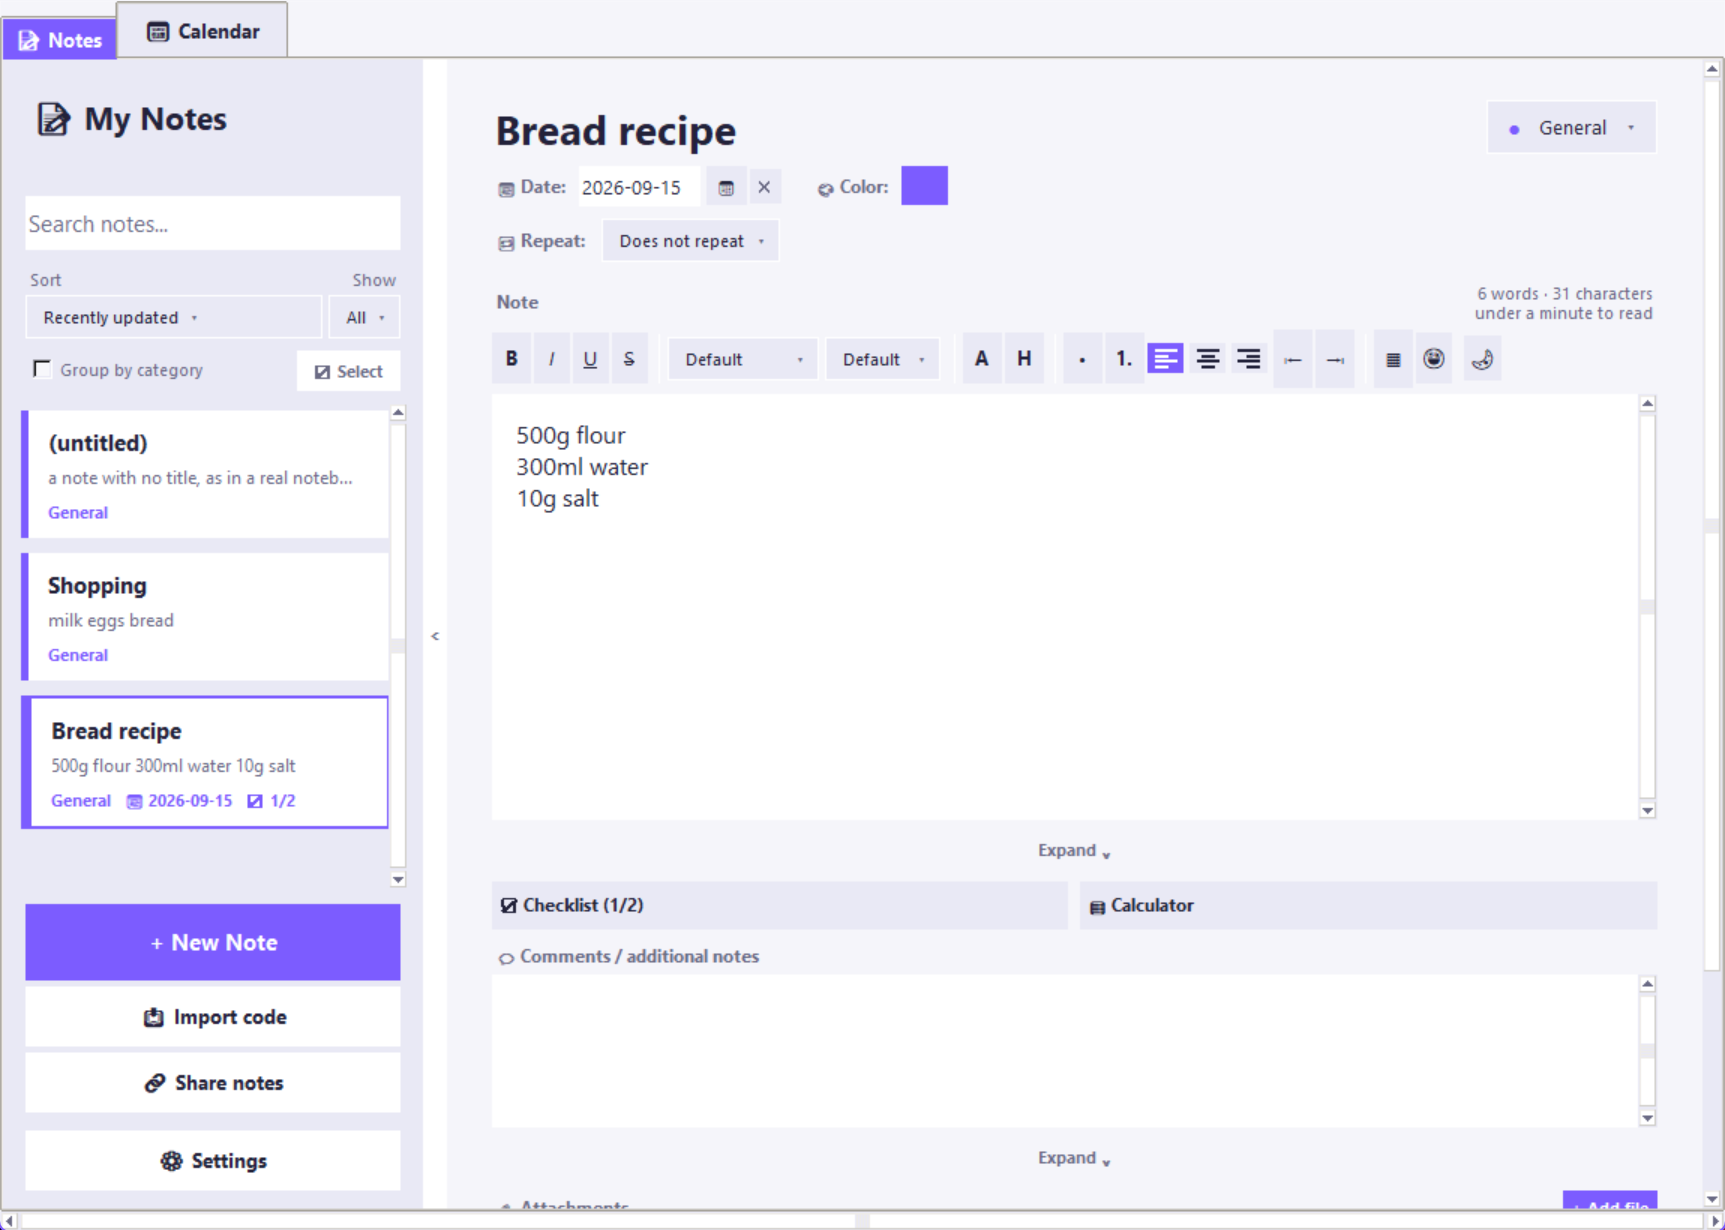 Notes
Calendar
My Notes
Search notes...
Sort
Show
Recently updated
All
Group by category
Select
(untitled)
a note with no title, as in a real noteb...
General
Shopping
milk eggs bread
General
Bread recipe
500g flour 300ml water 10g salt
General 2026-09-15 1/2
+ New Note
Import code
Share notes
Settings
<
Bread recipe
General
Date: 2026-09-15
Color:
Repeat: Does not repeat
Note
6 words · 31 characters
under a minute to read
B I U S Default Default A H • 1.
500g flour
300ml water
10g salt
Expand
Checklist (1/2)
Calculator
Comments / additional notes
Expand
Attachments
+ Add file